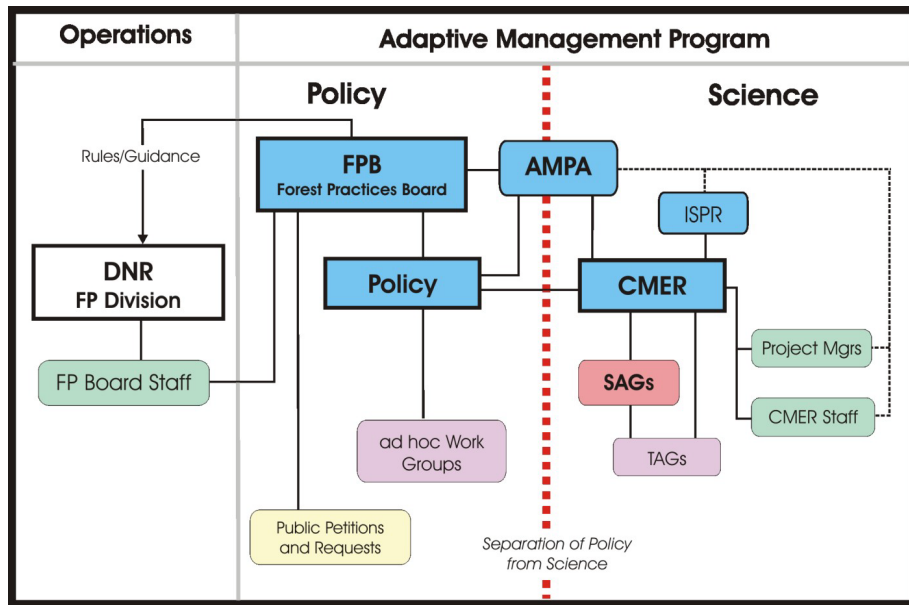 Operations
Adaptive Management Program
Policy
Science
Rules/Guidance
FPB
Forest Practices Board
AMPA
ISPR
DNR
FP Division
Policy
CMER
FP Board Staff
Project Mgrs
SAGs
CMER Staff
ad hoc Work
Groups
TAGs
Public Petitions
and Requests
Separation of Policy
from Science